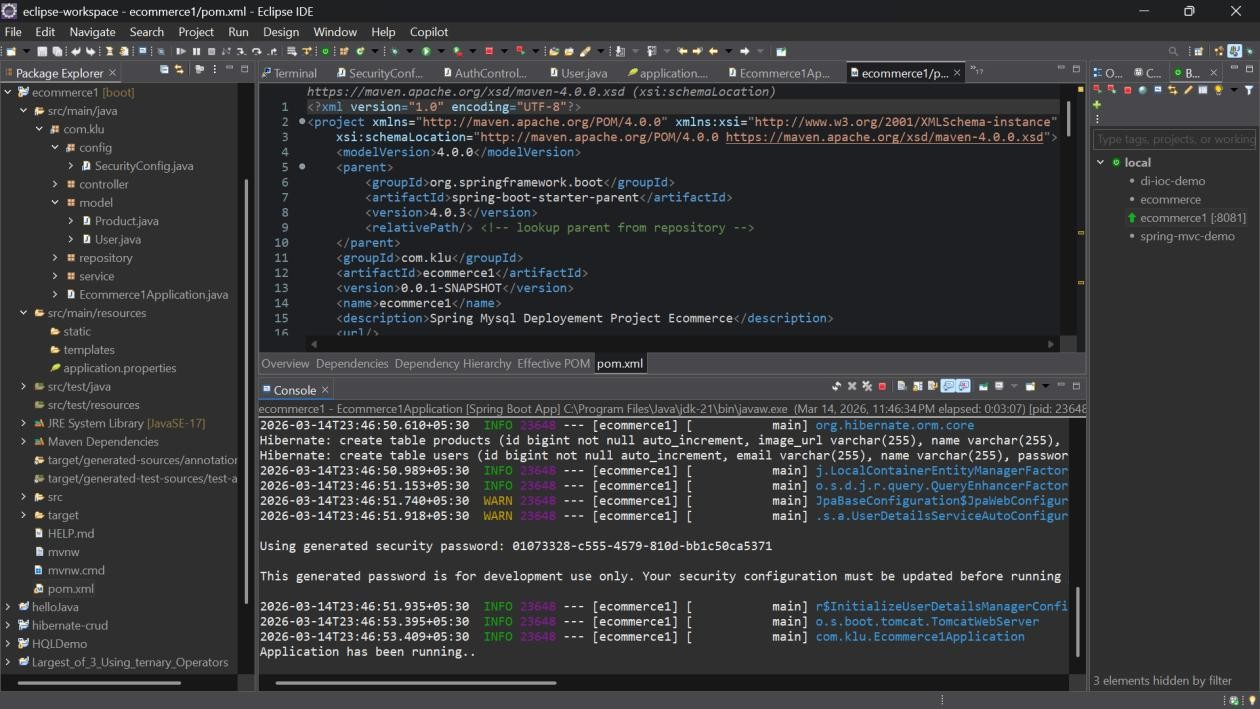 eclipse-workspace - ecommerce1/pom.xml - Eclipse IDE
File Edit Navigate Search Project Run Design Window Help Copilot
Package Explorer
ecommerce1 [boot]
src/main/java
com.klu
config
SecurityConfig.java
controller
model
Product.java
User.java
repository
service
Ecommerce1Application.java
src/main/resources
static
templates
application.properties
src/test/java
src/test/resources
JRE System Library [JavaSE-17]
Maven Dependencies
target/generated-sources/annotation
target/generated-test-sources/test-a
src
target
HELP.md
mvnw
mvnw.cmd
pom.xml
helloJava
hibernate-crud
HQLDemo
Largest_of_3_Using_ternary_Operators
Terminal SecurityConf... AuthControl... User.java application.... Ecommerce1Ap... ecommerce1/p... »17
https://maven.apache.org/xsd/maven-4.0.0.xsd (xsi:schemaLocation)
1 <?xml version="1.0" encoding="UTF-8"?>
2 <project xmlns="http://maven.apache.org/POM/4.0.0" xmlns:xsi="http://www.w3.org/2001/XMLSchema-instance"
3 xsi:schemaLocation="http://maven.apache.org/POM/4.0.0 https://maven.apache.org/xsd/maven-4.0.0.xsd">
4 <modelVersion>4.0.0</modelVersion>
5 <parent>
6 <groupId>org.springframework.boot</groupId>
7 <artifactId>spring-boot-starter-parent</artifactId>
8 <version>4.0.3</version>
9 <relativePath/> <!-- lookup parent from repository -->
10 </parent>
11 <groupId>com.klu</groupId>
12 <artifactId>ecommerce1</artifactId>
13 <version>0.0.1-SNAPSHOT</version>
14 <name>ecommerce1</name>
15 <description>Spring Mysql Deployement Project Ecommerce</description>
16 <url/>
Overview Dependencies Dependency Hierarchy Effective POM pom.xml
Console
ecommerce1 - Ecommerce1Application [Spring Boot App] C:\Program Files\Java\jdk-21\bin\javaw.exe (Mar 14, 2026, 11:46:34 PM elapsed: 0:03:07) [pid: 23648
2026-03-14T23:46:50.610+05:30 INFO 23648 --- [ecommerce1] [ main] org.hibernate.orm.core
Hibernate: create table products (id bigint not null auto_increment, image_url varchar(255), name varchar(255),
Hibernate: create table users (id bigint not null auto_increment, email varchar(255), name varchar(255), passwor
2026-03-14T23:46:50.989+05:30 INFO 23648 --- [ecommerce1] [ main] j.LocalContainerEntityManagerFactor
2026-03-14T23:46:51.153+05:30 INFO 23648 --- [ecommerce1] [ main] o.s.d.j.r.query.QueryEnhancerFactor
2026-03-14T23:46:51.740+05:30 WARN 23648 --- [ecommerce1] [ main] JpaBaseConfiguration$JpaWebConfigur
2026-03-14T23:46:51.918+05:30 WARN 23648 --- [ecommerce1] [ main] .s.a.UserDetailsServiceAutoConfigur
Using generated security password: 01073328-c555-4579-810d-bb1c50ca5371
This generated password is for development use only. Your security configuration must be updated before running
2026-03-14T23:46:51.935+05:30 INFO 23648 --- [ecommerce1] [ main] r$InitializeUserDetailsManagerConfi
2026-03-14T23:46:53.395+05:30 INFO 23648 --- [ecommerce1] [ main] o.s.boot.tomcat.TomcatWebServer
2026-03-14T23:46:53.409+05:30 INFO 23648 --- [ecommerce1] [ main] com.klu.Ecommerce1Application
Application has been running..
O... C... B...
Type tags, projects, or working
local
di-ioc-demo
ecommerce
ecommerce1 [:8081]
spring-mvc-demo
3 elements hidden by filter